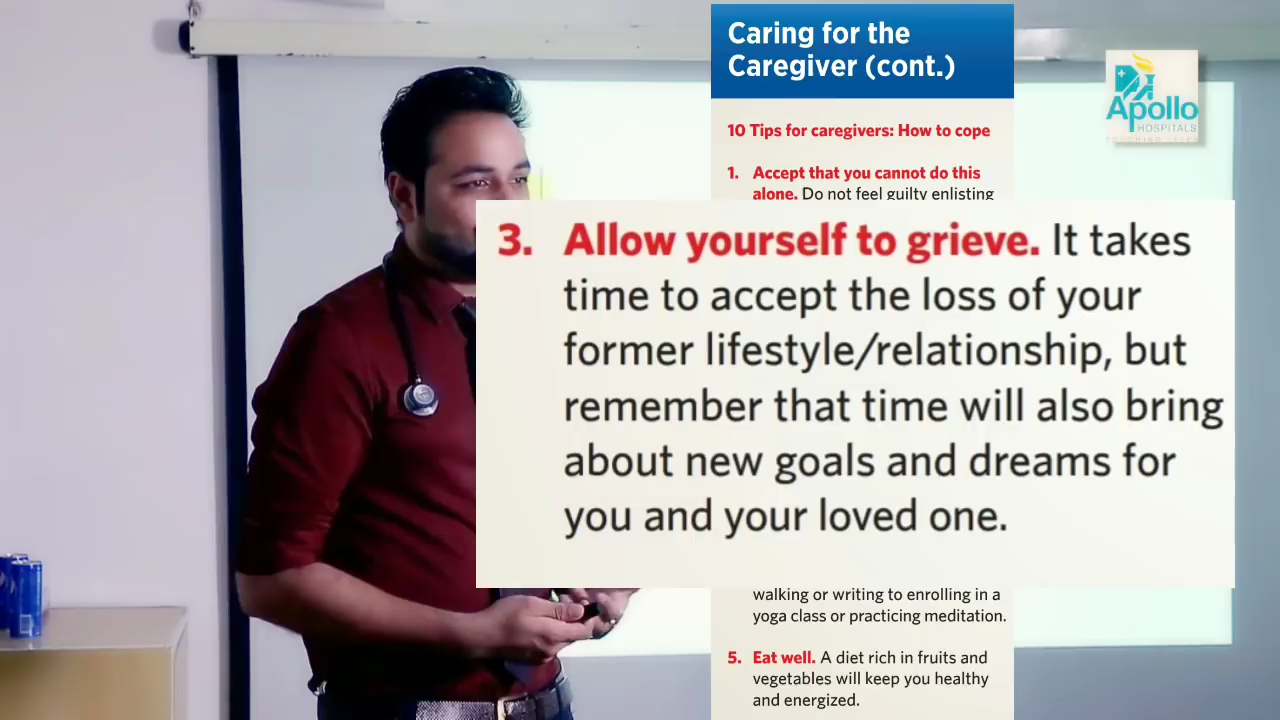 Caring for the
Caregiver (cont.)
Apollo
HOSPITALS
TOUCHING LIVES
10 Tips for caregivers: How to cope
1. Accept that you cannot do this
alone. Do not feel guilty enlisting
3. Allow yourself to grieve. It takes
time to accept the loss of your
former lifestyle/relationship, but
remember that time will also bring
about new goals and dreams for
you and your loved one.
walking or writing to enrolling in a
yoga class or practicing meditation.
5. Eat well. A diet rich in fruits and
vegetables will keep you healthy
and energized.